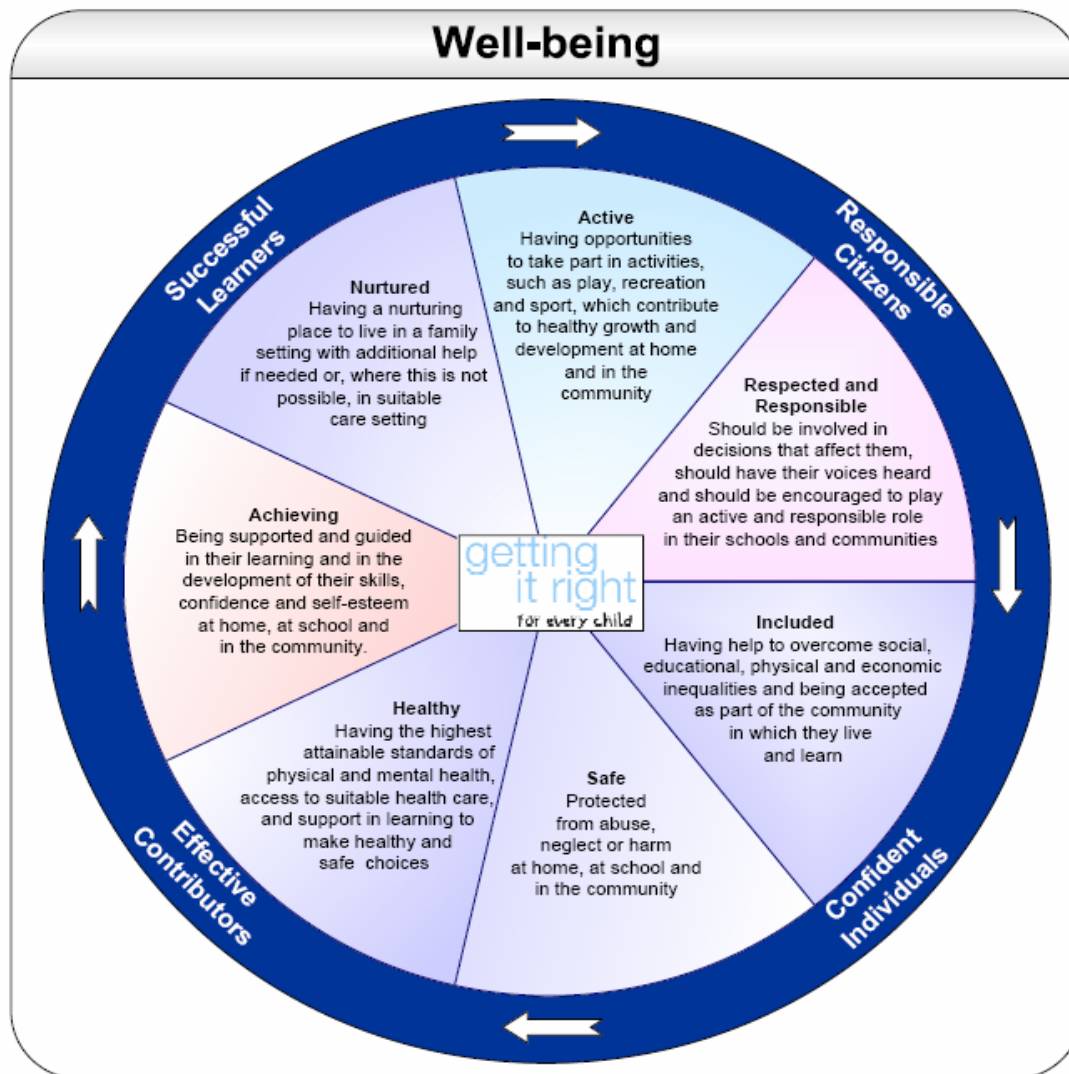 Well-being
Successful
Learners
Responsible
Citizens
Active
Having opportunities
to take part in activities,
such as play, recreation
and sport, which contribute
to healthy growth and
development at home
and in the
community
Nurtured
Having a nurturing
place to live in a family
setting with additional help
if needed or, where this is not
possible, in suitable
care setting
Respected and
Responsible
Should be involved in
decisions that affect them,
should have their voices heard
and should be encouraged to play
an active and responsible role
in their schools and communities
Achieving
Being supported and guided
in their learning and in the
development of their skills,
confidence and self-esteem
at home, at school and
in the community.
getting
it right
for every child
Included
Having help to overcome social,
educational, physical and economic
inequalities and being accepted
as part of the community
in which they live
and learn
Healthy
Having the highest
attainable standards of
physical and mental health,
access to suitable health care,
and support in learning to
make healthy and
safe choices
Safe
Protected
from abuse,
neglect or harm
at home, at school and
in the community
Effective
Contributors
Confident
Individuals